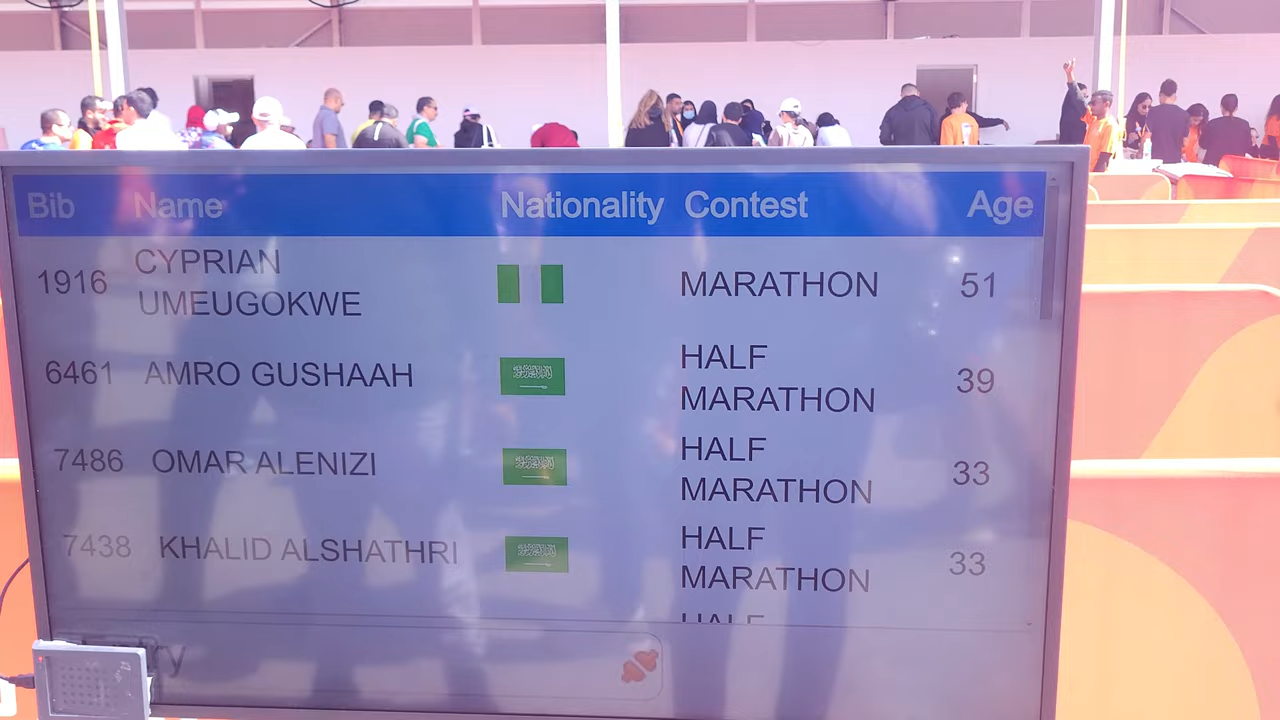 Bib Name Nationality Contest Age
1916 CYPRIAN UMEUGOKWE MARATHON 51
6461 AMRO GUSHAAH HALF MARATHON 39
7486 OMAR ALENIZI HALF MARATHON 33
7438 KHALID ALSHATHRI HALF MARATHON 33
HALF